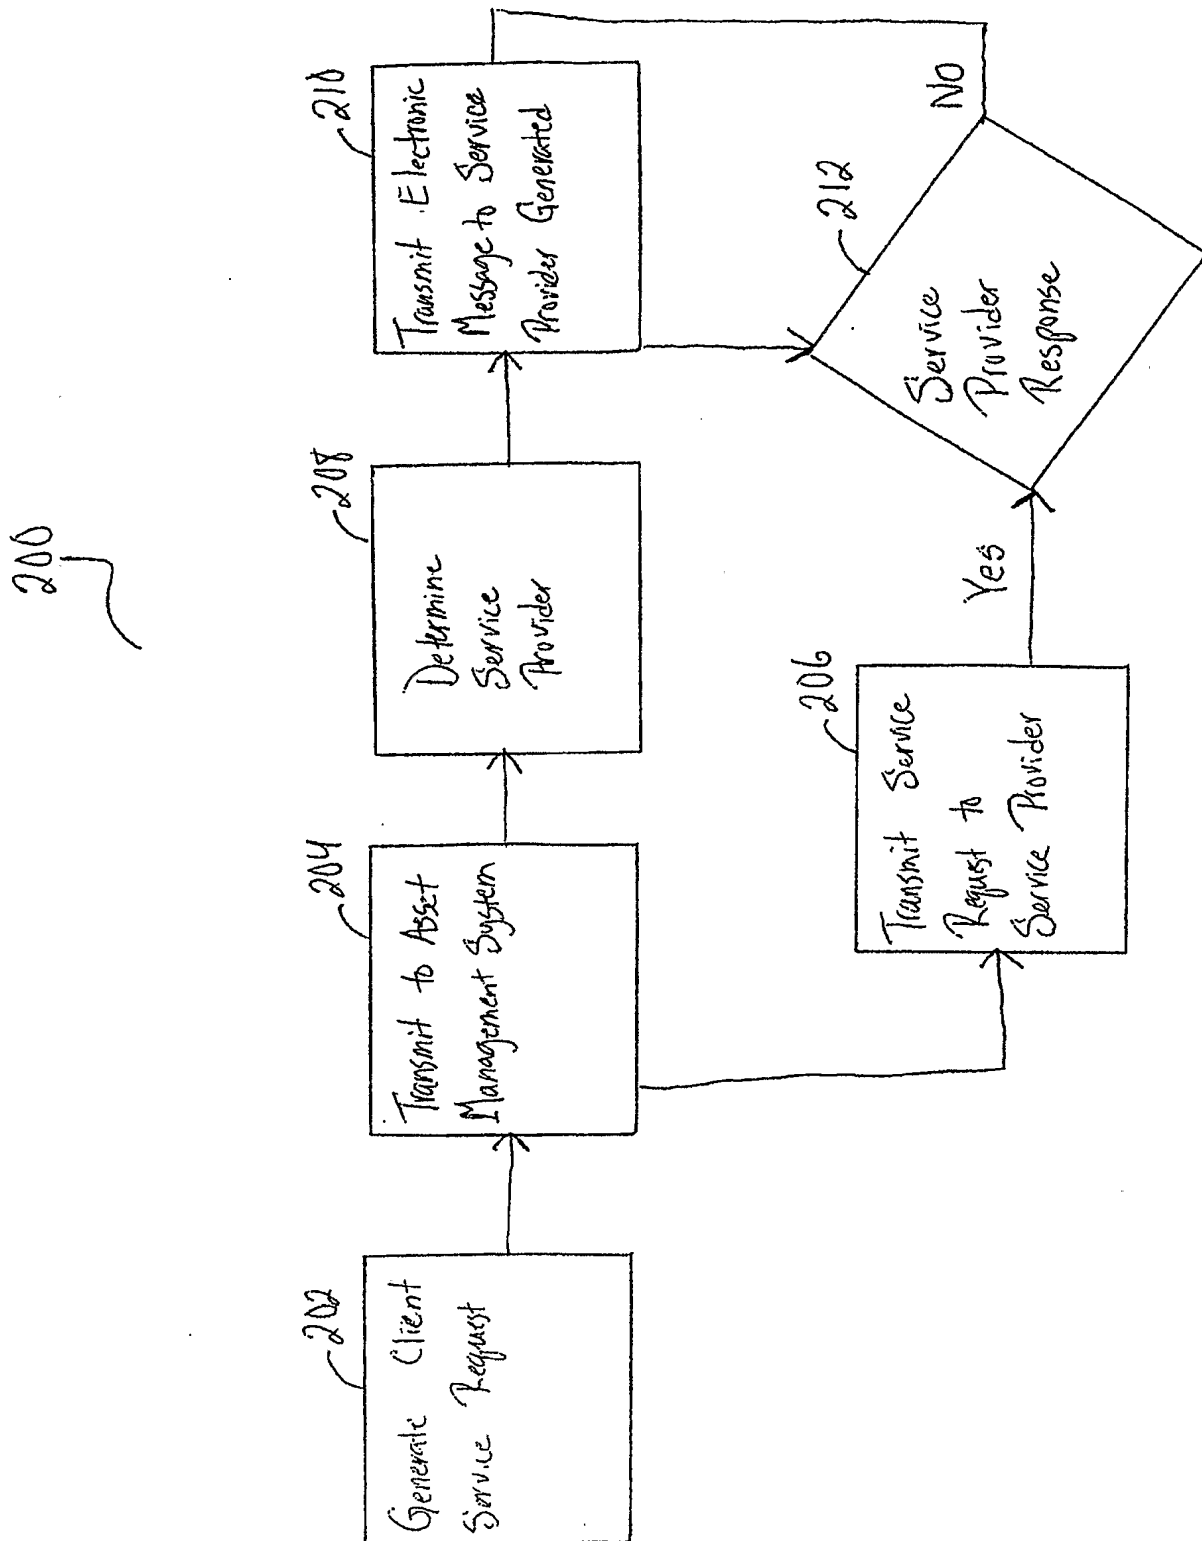 200
202
Generate Client
Service Request
204
Transmit to Asset
Management System
208
Determine
Service
Provider
210
Transmit Electronic
Message to Service
Provider Generated
206
Transmit Service
Request to
Service Provider
Yes
212
Service
Provider
Response
No